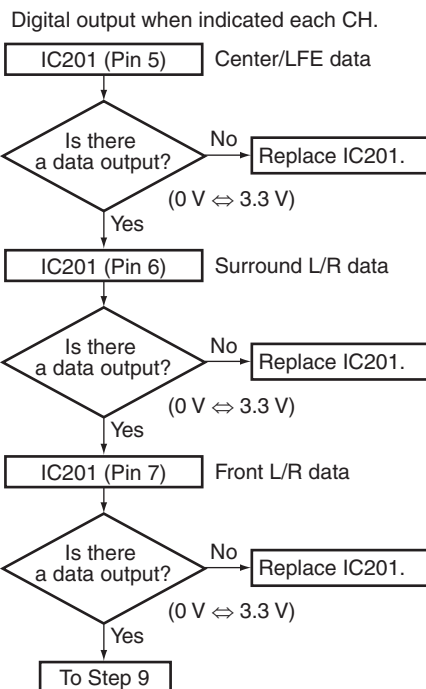 Digital output when indicated each CH.
IC201 (Pin 5)
Center/LFE data
Is there
a data output?
No
Replace IC201.
(0 V ⇔ 3.3 V)
Yes
IC201 (Pin 6)
Surround L/R data
Is there
a data output?
No
Replace IC201.
(0 V ⇔ 3.3 V)
Yes
IC201 (Pin 7)
Front L/R data
Is there
a data output?
No
Replace IC201.
(0 V ⇔ 3.3 V)
Yes
To Step 9